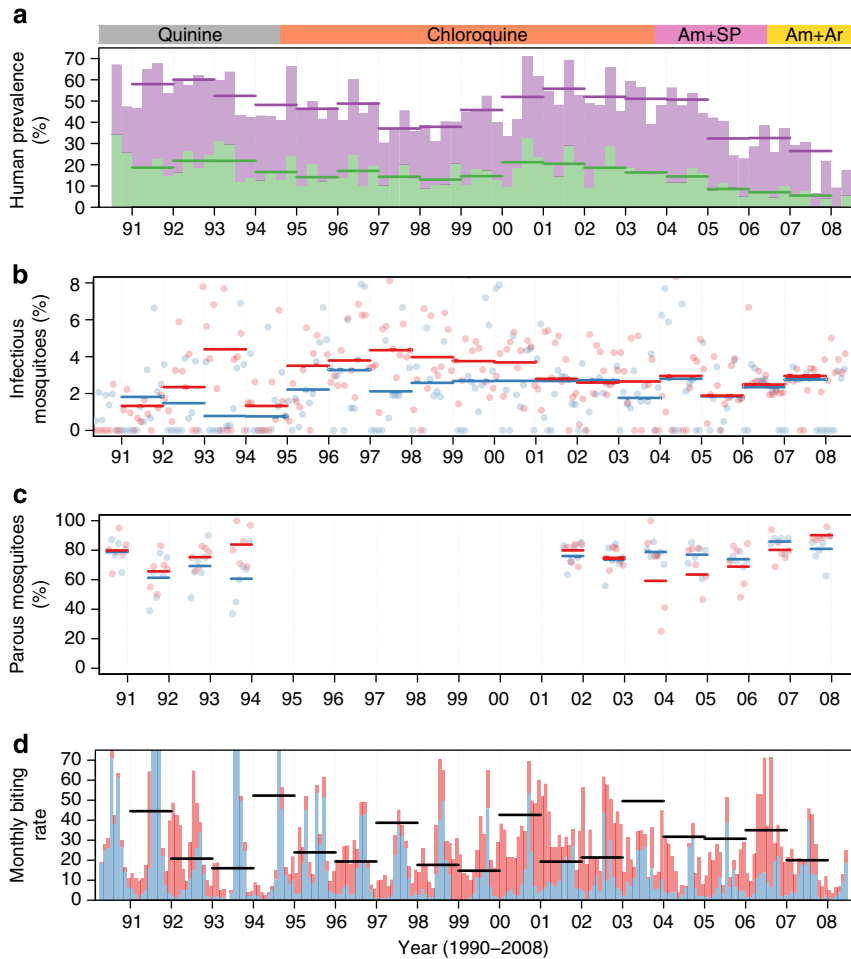 a
Quinine Chloroquine Am+SP Am+Ar
Human prevalence
(%)
70
60
50
40
30
20
10
0
91 92 93 94 95 96 97 98 99 00 01 02 03 04 05 06 07 08
b
Infectious
mosquitoes (%)
8
6
4
2
0
91 92 93 94 95 96 97 98 99 00 01 02 03 04 05 06 07 08
c
Parous mosquitoes
(%)
100
80
60
40
20
0
91 92 93 94 95 96 97 98 99 00 01 02 03 04 05 06 07 08
d
Monthly biting
rate
70
60
50
40
30
20
10
0
91 92 93 94 95 96 97 98 99 00 01 02 03 04 05 06 07 08
Year (1990–2008)